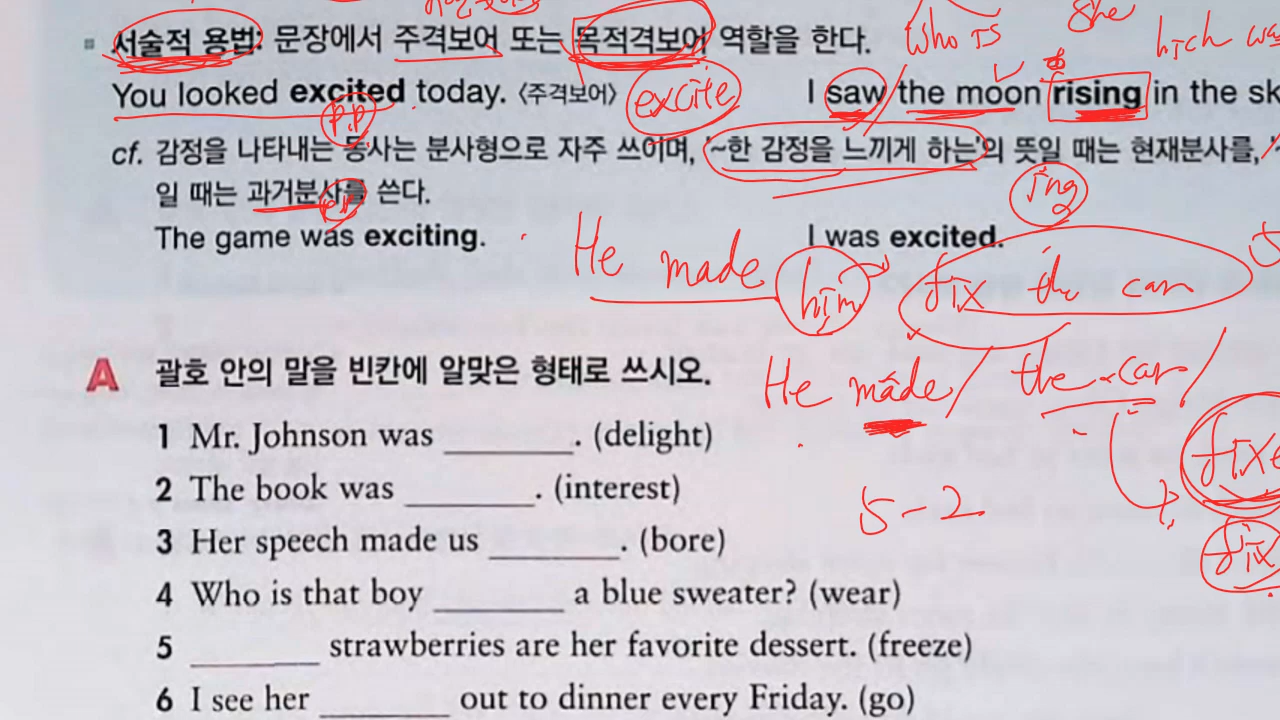 who is she
서술적 용법: 문장에서 주격보어 또는 목적격보어 역할을 한다.
You looked excited today. 〈주격보어〉 excite I saw the moon rising in the sk
p.p
cf. 감정을 나타내는 동사는 분사형으로 자주 쓰이며, '~한 감정을 느끼게 하는'의 뜻일 때는 현재분사를,
일 때는 과거분사를 쓴다.
p.p ing
The game was exciting. I was excited.
He made him fix the car
A 괄호 안의 말을 빈칸에 알맞은 형태로 쓰시오.
He made / the car /
1 Mr. Johnson was ________. (delight)
fixe
2 The book was ________. (interest)
5-2
3 Her speech made us ________. (bore)
fix
4 Who is that boy ________ a blue sweater? (wear)
5 ________ strawberries are her favorite dessert. (freeze)
6 I see her ________ out to dinner every Friday. (go)